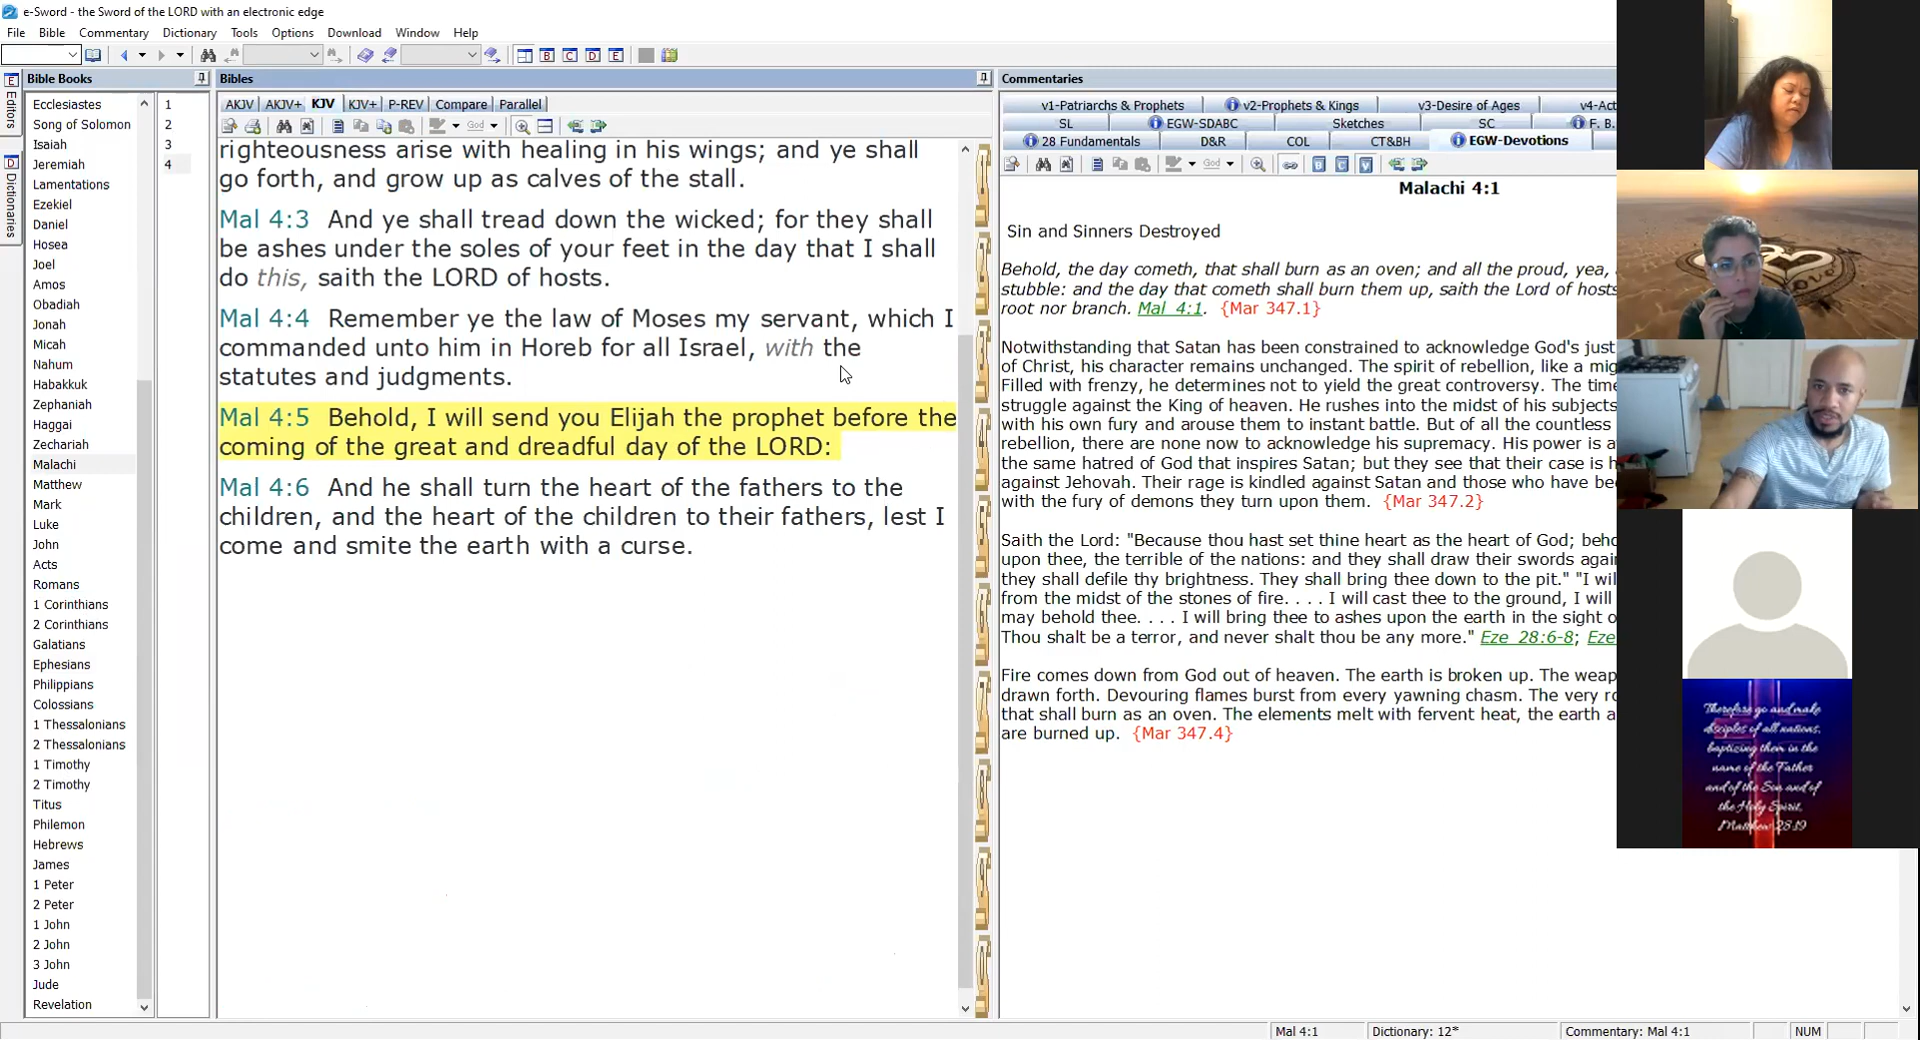 e-Sword - the Sword of the LORD with an electronic edge
File Bible Commentary Dictionary Tools Options Download Window Help
B C D E
Editors
Dictionaries
Bible Books
Ecclesiastes
Song of Solomon
Isaiah
Jeremiah
Lamentations
Ezekiel
Daniel
Hosea
Joel
Amos
Obadiah
Jonah
Micah
Nahum
Habakkuk
Zephaniah
Haggai
Zechariah
Malachi
Matthew
Mark
Luke
John
Acts
Romans
1 Corinthians
2 Corinthians
Galatians
Ephesians
Philippians
Colossians
1 Thessalonians
2 Thessalonians
1 Timothy
2 Timothy
Titus
Philemon
Hebrews
James
1 Peter
2 Peter
1 John
2 John
3 John
Jude
Revelation
1
2
3
4
Bibles
AKJV AKJV+ KJV KJV+ P-REV Compare Parallel
God
righteousness arise with healing in his wings; and ye shall
go forth, and grow up as calves of the stall.
Mal 4:3 And ye shall tread down the wicked; for they shall
be ashes under the soles of your feet in the day that I shall
do this, saith the LORD of hosts.
Mal 4:4 Remember ye the law of Moses my servant, which I
commanded unto him in Horeb for all Israel, with the
statutes and judgments.
Mal 4:5 Behold, I will send you Elijah the prophet before the
coming of the great and dreadful day of the LORD:
Mal 4:6 And he shall turn the heart of the fathers to the
children, and the heart of the children to their fathers, lest I
come and smite the earth with a curse.
Commentaries
v1-Patriarchs & Prophets v2-Prophets & Kings v3-Desire of Ages v4-Act
SL EGW-SDABC Sketches SC F. B.
28 Fundamentals D&R COL CT&BH EGW-Devotions
God
Malachi 4:1
Sin and Sinners Destroyed
Behold, the day cometh, that shall burn as an oven; and all the proud, yea,
stubble: and the day that cometh shall burn them up, saith the Lord of hosts
root nor branch. Mal 4:1. {Mar 347.1}
Notwithstanding that Satan has been constrained to acknowledge God's just
of Christ, his character remains unchanged. The spirit of rebellion, like a mig
Filled with frenzy, he determines not to yield the great controversy. The time
struggle against the King of heaven. He rushes into the midst of his subjects
with his own fury and arouse them to instant battle. But of all the countless
rebellion, there are none now to acknowledge his supremacy. His power is a
the same hatred of God that inspires Satan; but they see that their case is h
against Jehovah. Their rage is kindled against Satan and those who have be
with the fury of demons they turn upon them. {Mar 347.2}
Saith the Lord: "Because thou hast set thine heart as the heart of God; beho
upon thee, the terrible of the nations: and they shall draw their swords agai
they shall defile thy brightness. They shall bring thee down to the pit." "I wil
from the midst of the stones of fire. . . . I will cast thee to the ground, I will
may behold thee. . . . I will bring thee to ashes upon the earth in the sight o
Thou shalt be a terror, and never shalt thou be any more." Eze 28:6-8; Eze
Fire comes down from God out of heaven. The earth is broken up. The weap
drawn forth. Devouring flames burst from every yawning chasm. The very ro
that shall burn as an oven. The elements melt with fervent heat, the earth a
are burned up. {Mar 347.4}
Therefore go and make
disciples of all nations,
baptizing them in the
name of the Father
and of the Son and of
the Holy Spirit,
Matthew 28:19
Mal 4:1 Dictionary: 12* Commentary: Mal 4:1 NUM